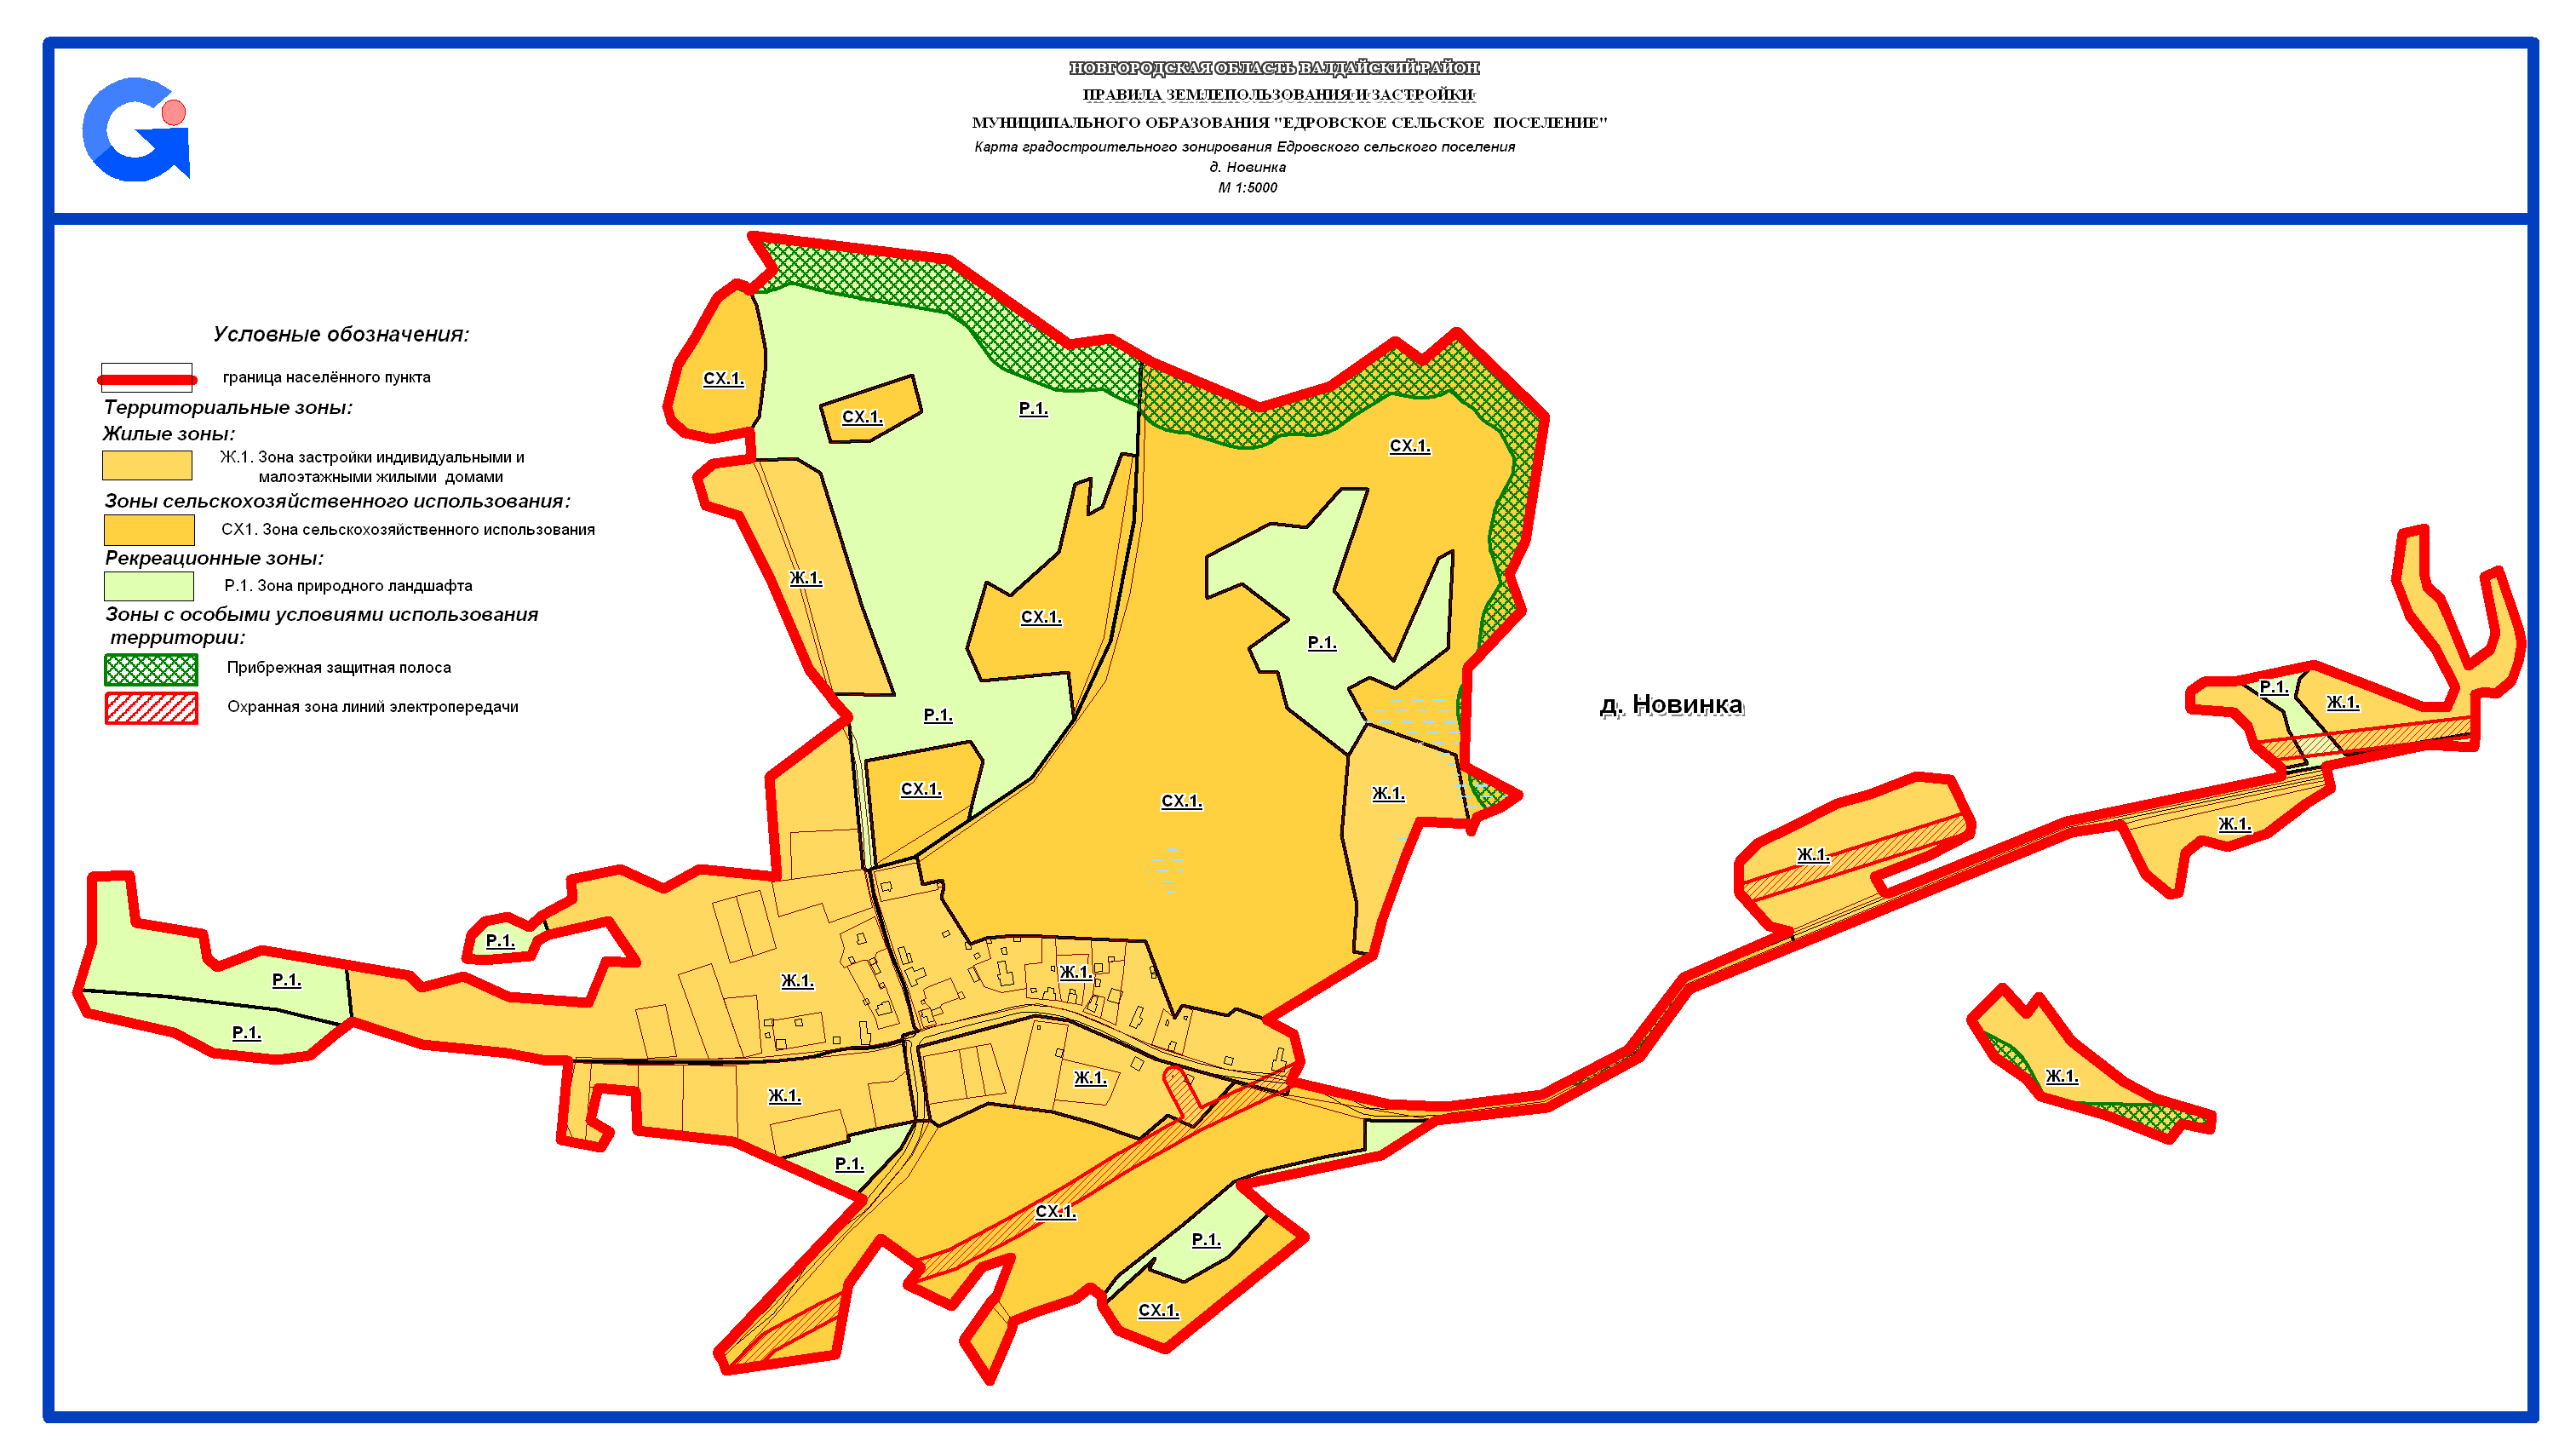 НОВГОРОДСКАЯ ОБЛАСТЬ ВАЛДАЙСКИЙ РАЙОН
ПРАВИЛА ЗЕМЛЕПОЛЬЗОВАНИЯ И ЗАСТРОЙКИ
МУНИЦИПАЛЬНОГО ОБРАЗОВАНИЯ "ЕДРОВСКОЕ СЕЛЬСКОЕ ПОСЕЛЕНИЕ"
Карта градостроительного зонирования Едровского сельского поселения
д. Новинка
М 1:5000
Условные обозначения:
граница населённого пункта
Территориальные зоны:
Жилые зоны:
Ж.1. Зона застройки индивидуальными и
малоэтажными жилыми домами
Зоны сельскохозяйственного использования:
СХ1. Зона сельскохозяйственного использования
Рекреационные зоны:
Р.1. Зона природного ландшафта
Зоны с особыми условиями использования
территории:
Прибрежная защитная полоса
Охранная зона линий электропередачи
СХ.1.
Р.1.
СХ.1.
СХ.1.
Ж.1.
СХ.1.
Р.1.
Р.1.
Ж.1.
Р.1.
д. Новинка
СХ.1.
Ж.1.
СХ.1.
Ж.1.
Ж.1.
Р.1.
Ж.1.
Р.1.
Ж.1.
Р.1.
Ж.1.
Ж.1.
Ж.1.
Р.1.
СХ.1.
Р.1.
СХ.1.